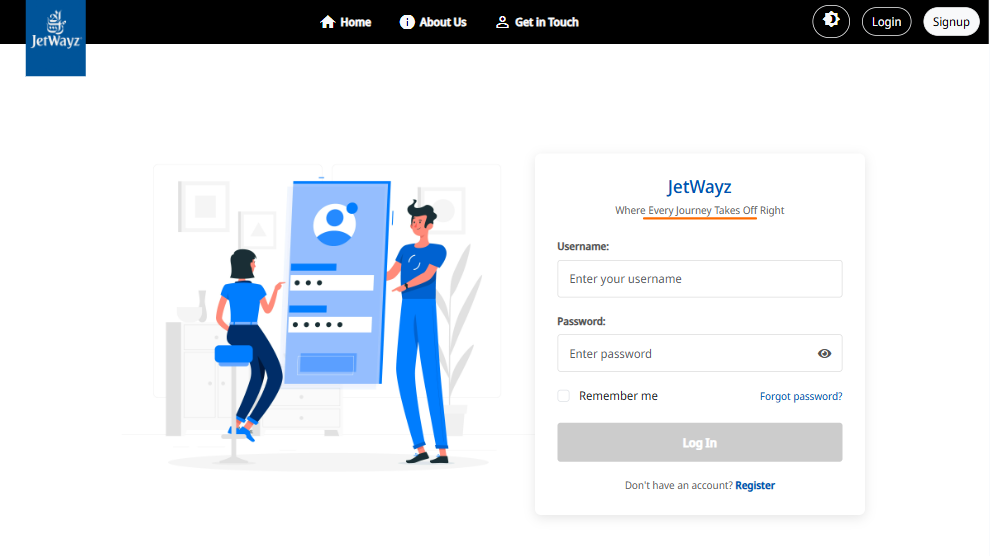 JetWayz
Home
About Us
Get in Touch
Login
Signup
JetWayz
Where Every Journey Takes Off Right
Username:
Enter your username
Password:
Enter password
Remember me
Forgot password?
Log In
Don't have an account? Register